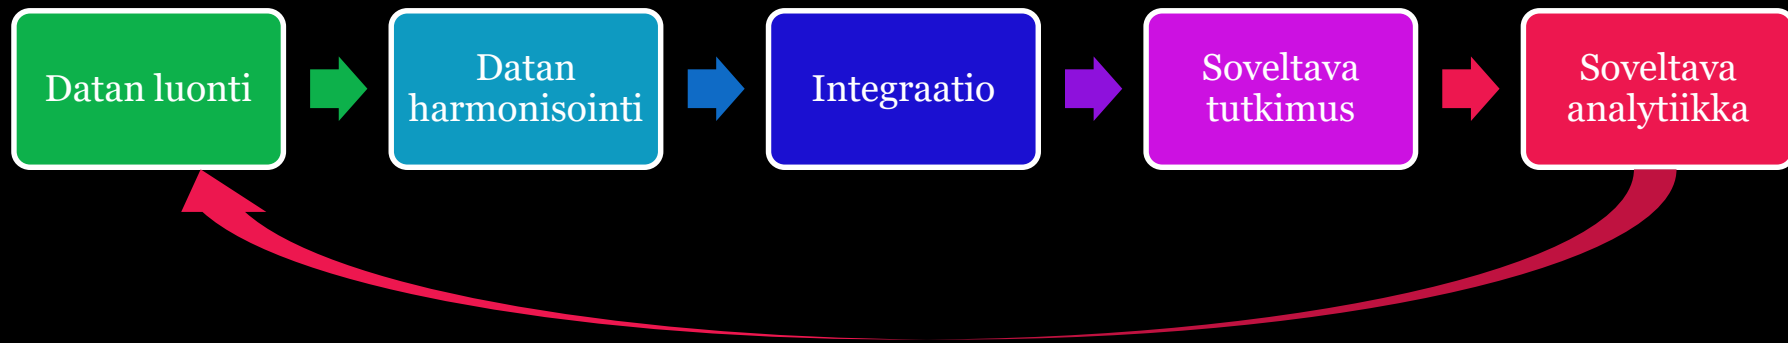 Datan luonti
Datan
harmonisointi
Integraatio
Soveltava
tutkimus
Soveltava
analytiikka